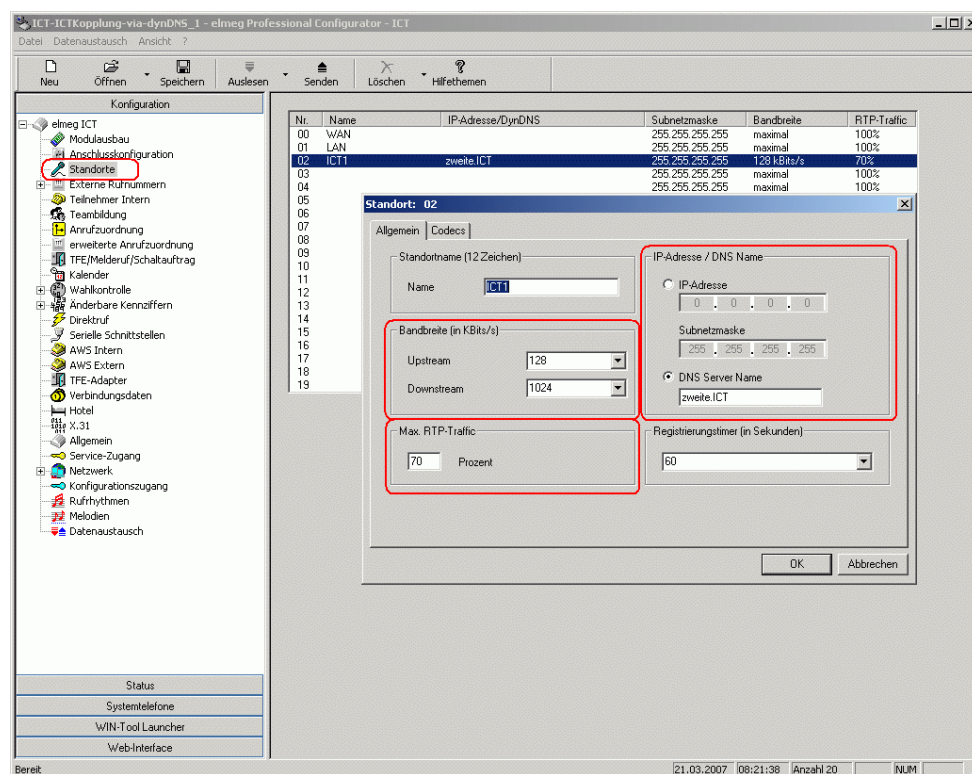 ICT-ICTKopplung-via-dynDNS_1 - elmeg Professional Configurator - ICT
Datei Datenaustausch Ansicht ?
Neu Öffnen Speichern Auslesen Senden Löschen Hilfethemen
Konfiguration
elmeg ICT
Modulausbau
Anschlusskonfiguration
Standorte
Externe Rufnummern
Teilnehmer Intern
Teambildung
Anrufzuordnung
erweiterte Anrufzuordnung
TFE/Melderuf/Schaltauftrag
Kalender
Wahlkontrolle
Änderbare Kennziffern
Direktruf
Serielle Schnittstellen
AWS Intern
AWS Extern
TFE-Adapter
Verbindungsdaten
Hotel
X.31
Allgemein
Service-Zugang
Netzwerk
Konfigurationszugang
Rufrhythmen
Melodien
Datenaustausch
Status
Systemtelefone
WIN-Tool Launcher
Web-Interface
Nr. Name IP-Adresse/DynDNS Subnetzmaske Bandbreite RTP-Traffic
00 WAN 255.255.255.255 maximal 100%
01 LAN 255.255.255.255 maximal 100%
02 ICT1 zweite.ICT 255.255.255.255 128 kBits/s 70%
03 255.255.255.255 maximal 100%
04 255.255.255.255 maximal 100%
05
06
07
08
09
10
11
12
13
14
15
16
17
18
19
Standort: 02
Allgemein Codecs
Standortname (12 Zeichen)
Name ICT1
Bandbreite (in KBits/s)
Upstream 128
Downstream 1024
Max. RTP-Traffic
70 Prozent
IP-Adresse / DNS Name
IP-Adresse
0 . 0 . 0 . 0
Subnetzmaske
255 . 255 . 255 . 255
DNS Server Name
zweite.ICT
Registrierungstimer (in Sekunden)
60
OK Abbrechen
Bereit 21.03.2007 08:21:38 Anzahl 20 NUM